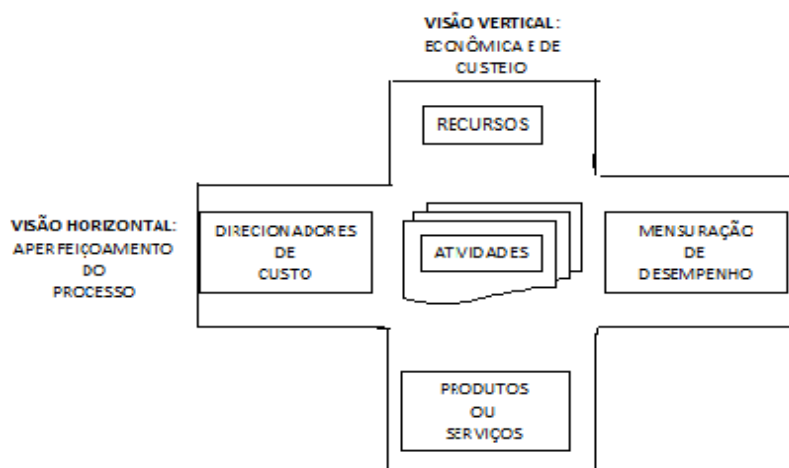 VISÃO VERTICAL:
ECONÔMICA E DE
CUSTEIO
RECURSOS
VISÃO HORIZONTAL:
APERFEIÇOAMENTO
DO
PROCESSO
DIRECIONADORES
DE
CUSTO
ATIVIDADES
MENSURAÇÃO
DE
DESEMPENHO
PRODUTOS
OU
SERVIÇOS